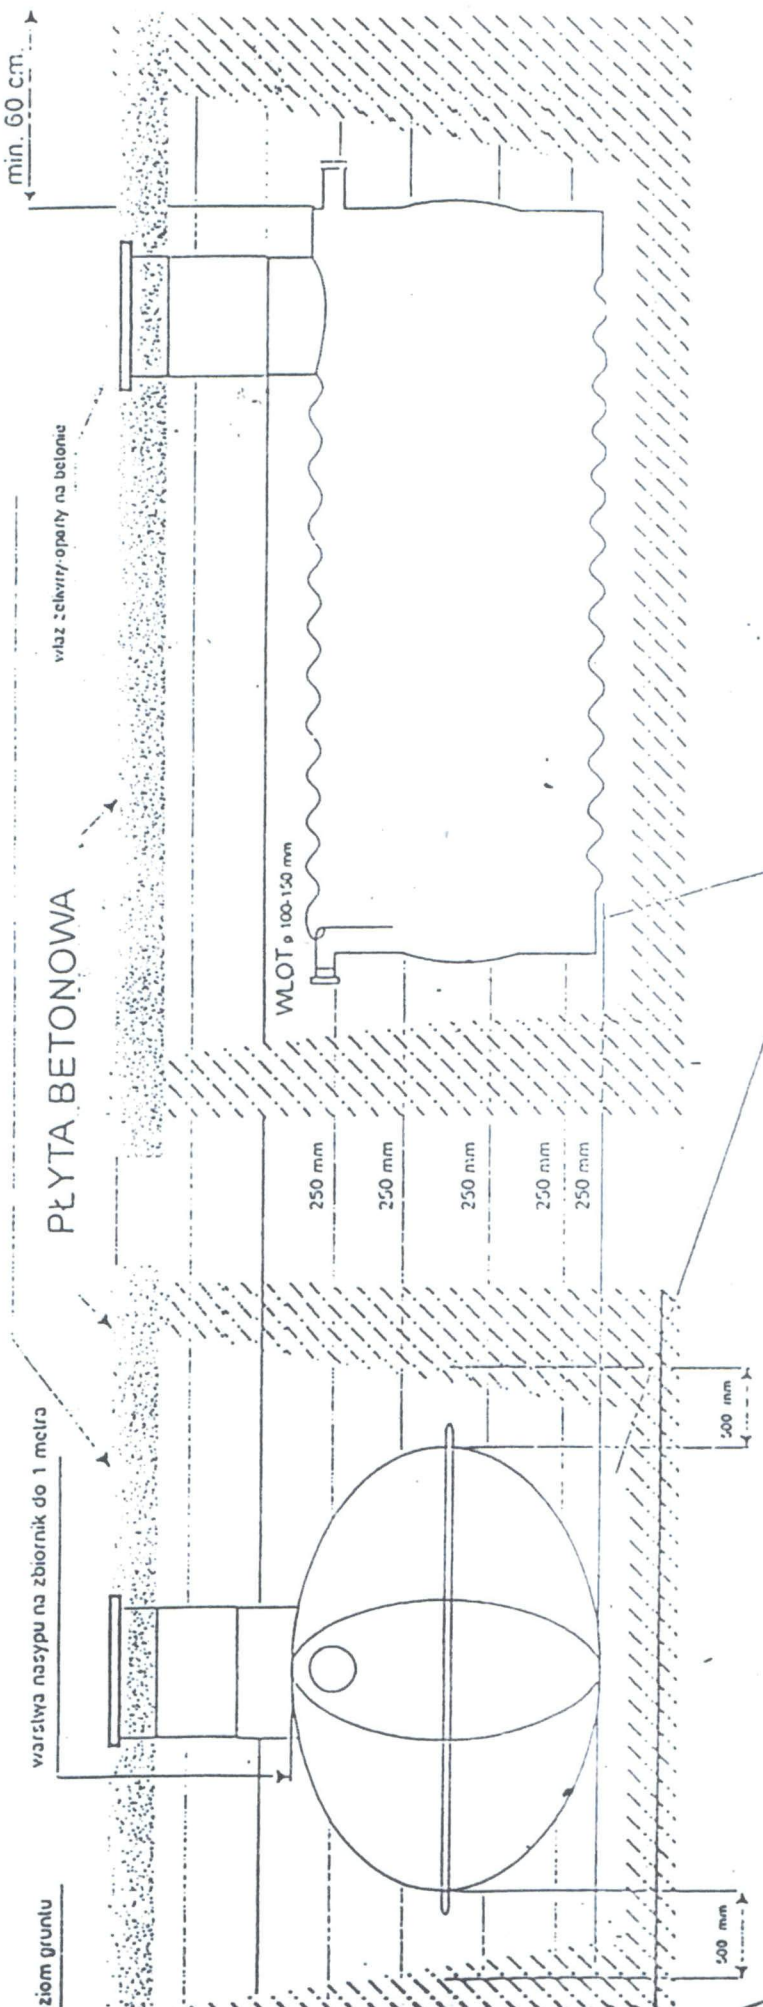 ziom gruntu
warstwa nasypu na zbiornik do 1 metra
PŁYTA BETONOWA
właz żeliwny oparty na betonie
min. 60 cm.
WLOT φ 100-150 mm
250 mm
250 mm
250 mm
250 mm
250 mm
500 mm
500 mm